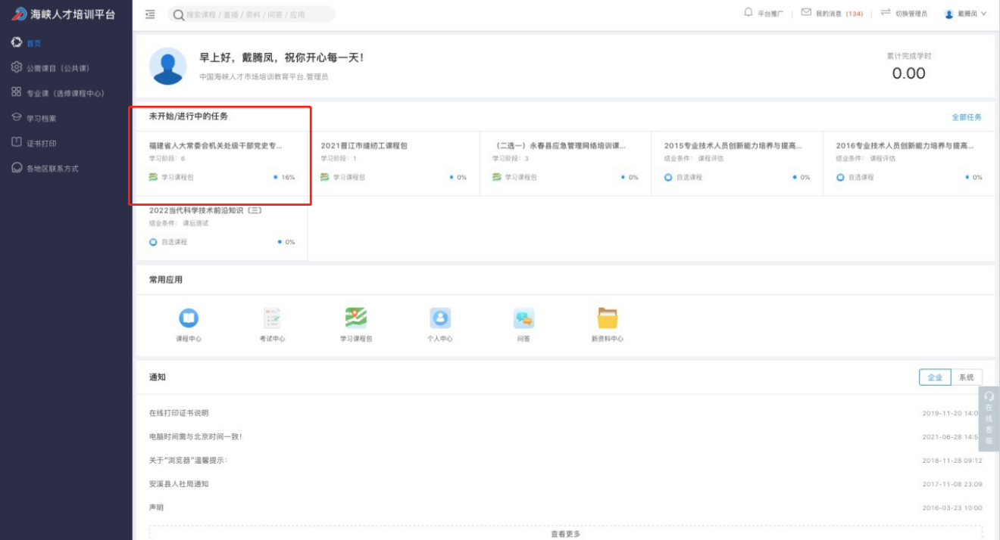 海峡人才培训平台
搜索课程 / 直播 / 资料 / 问答 / 应用
平台推广 | 我的消息 (134) | 切换管理员 戴腾凤
首页
公需课目（公共课）
专业课（选修课程中心）
学习档案
证书打印
各地区联系方式
早上好，戴腾凤，祝你开心每一天！
中国海峡人才市场培训教育平台.管理员
累计完成学时
0.00
未开始/进行中的任务
全部任务
福建省人大常委会机关处级干部党史专...
学习阶段：6
学习课程包 16%
2021晋江市缝纫工课程包
学习阶段：1
学习课程包 0%
（二选一）永春县应急管理网络培训课...
学习阶段：3
学习课程包 0%
2015专业技术人员创新能力培养与提高...
结业条件： 课程评估
自选课程 0%
2016专业技术人员创新能力培养与提高...
结业条件： 课程评估
自选课程 0%
2022当代科学技术前沿知识〔三〕
结业条件： 课后测试
自选课程 0%
常用应用
课程中心
考试中心
学习课程包
个人中心
问答
新资料中心
通知
企业 系统
在线打印证书说明 2019-11-20 14:0
电脑时间需与北京时间一致！ 2021-06-28 14:5
关于“浏览器”温馨提示： 2018-11-28 09:12
安溪县人社局通知 2017-11-08 23:09
声明 2016-03-23 10:00
查看更多
在线客服